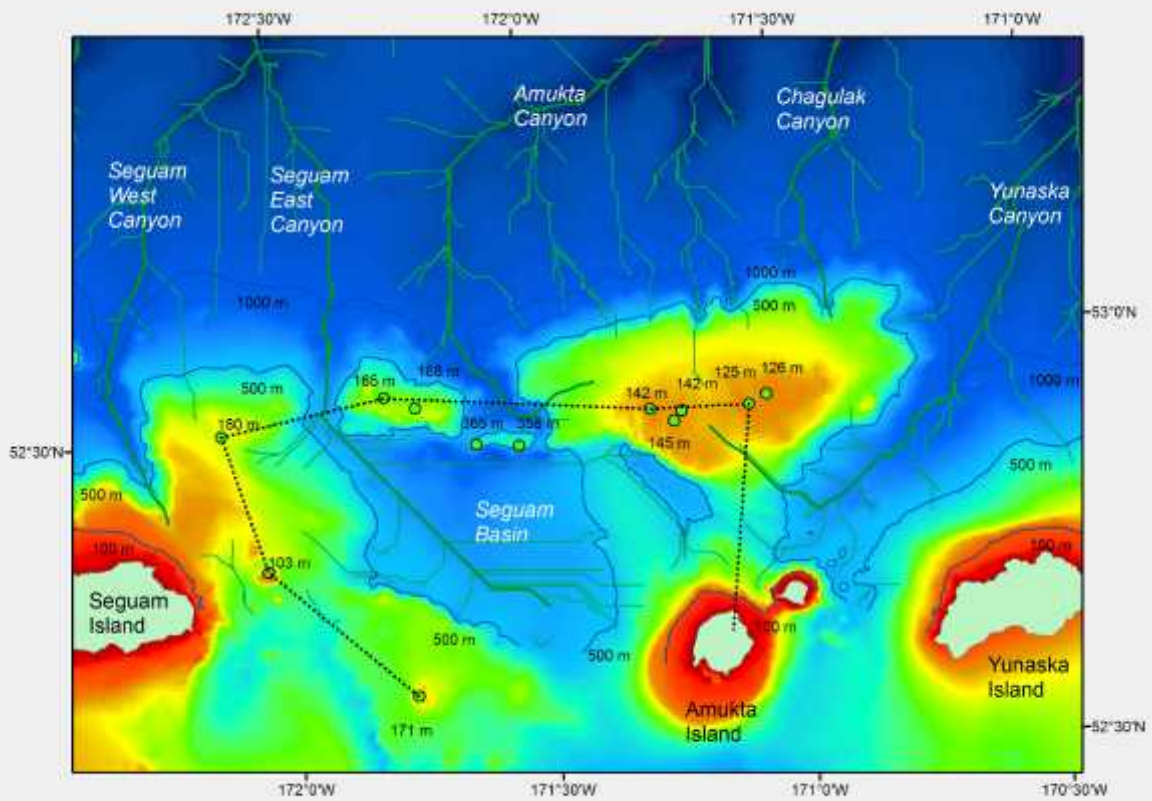 172°30'W
172°0'W
171°30'W
171°0'W
Amukta
Canyon
Chagulak
Canyon
Seguam
West
Canyon
Seguam
East
Canyon
Yunaska
Canyon
1000 m
1000 m
500 m
53°0'N
1000 m
500 m
165 m
188 m
142 m
142 m
125 m
126 m
180 m
365 m
358 m
145 m
52°30'N
500 m
500 m
Seguam
Basin
100 m
103 m
100 m
Seguam
Island
500 m
500 m
100 m
171 m
Amukta
Island
Yunaska
Island
52°30'N
172°0'W
171°30'W
171°0'W
170°30'W